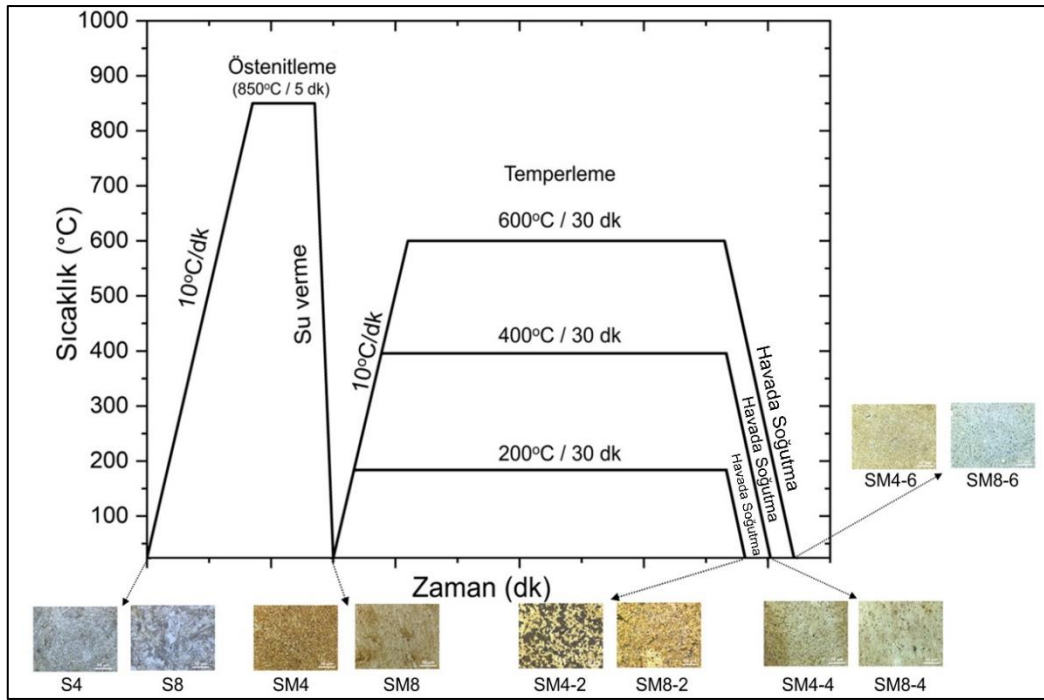 1000
900
800
700
600
500
400
300
200
100
Sıcaklık (°C)
Zaman (dk)
Östenitleme
(850°C / 5 dk)
10°C/dk
Su verme
10°C/dk
Temperleme
600°C / 30 dk
400°C / 30 dk
200°C / 30 dk
Havada Soğutma
Havada Soğutma
Havada Soğutma
SM4-6
SM8-6
S4
S8
SM4
SM8
SM4-2
SM8-2
SM4-4
SM8-4